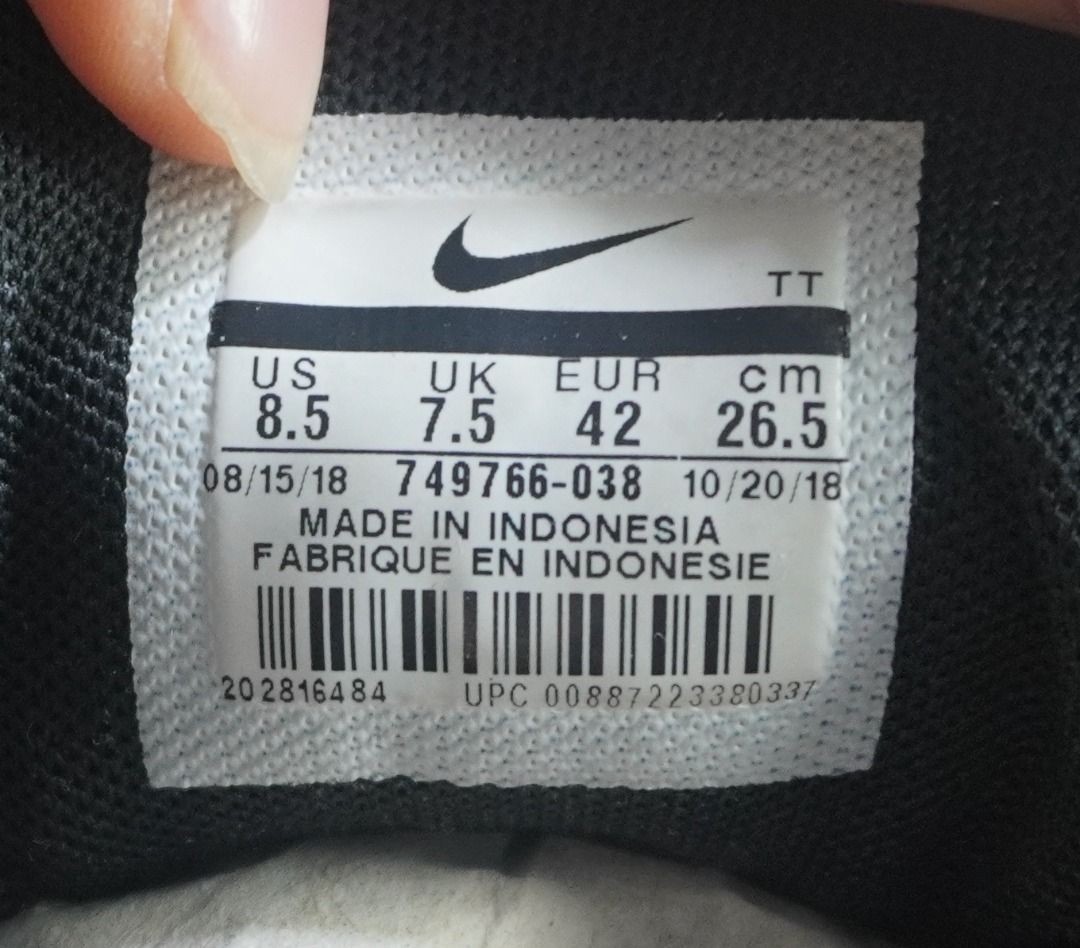 TT
US UK EUR cm
8.5 7.5 42 26.5
08/15/18 749766-038 10/20/18
MADE IN INDONESIA
FABRIQUE EN INDONESIE
202816484 UPC 00887223380337